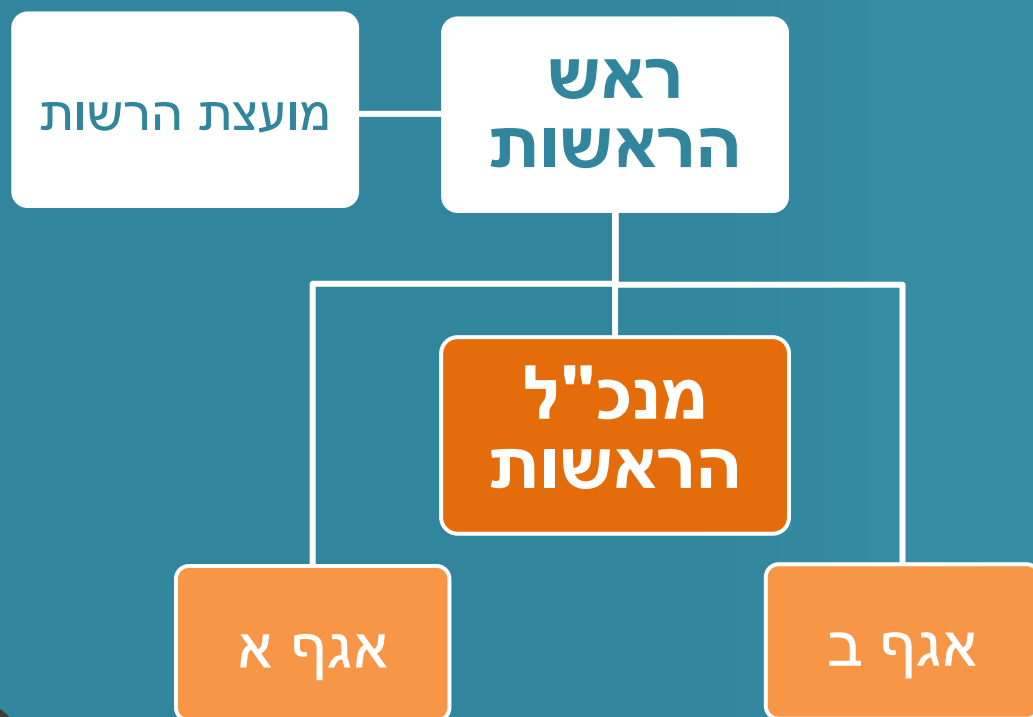 ראש
הראשות
מועצת הרשות
מנכ"ל
הראשות
אגף ב
אגף א